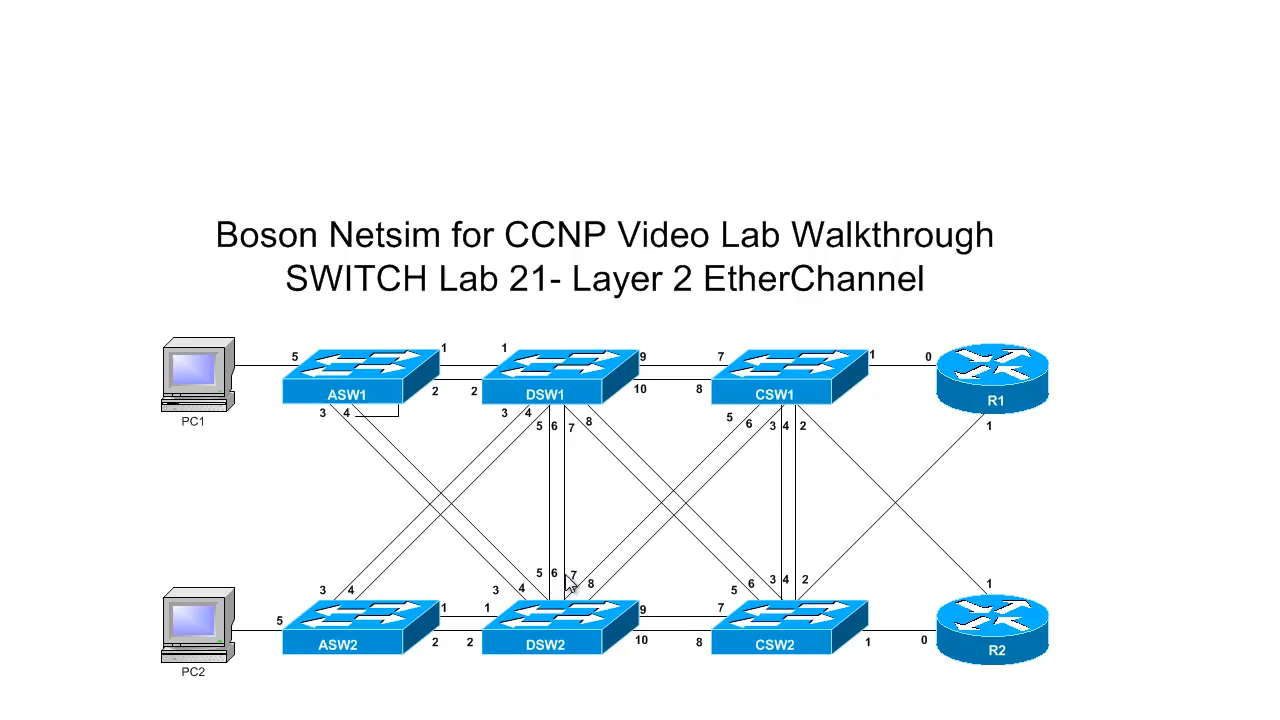 Boson Netsim for CCNP Video Lab Walkthrough
SWITCH Lab 21- Layer 2 EtherChannel
5 1 1 9 7 1 0
ASW1 DSW1 CSW1 R1
2 2 10 8
PC1
3 4 3 4 5 6 1
5 6 7 8 3 4 2
5 6 7 8 3 4 2 1
3 4 3 4 5 6
5 1 1 9 7
ASW2 DSW2 CSW2 R2
2 2 10 8 1 0
PC2